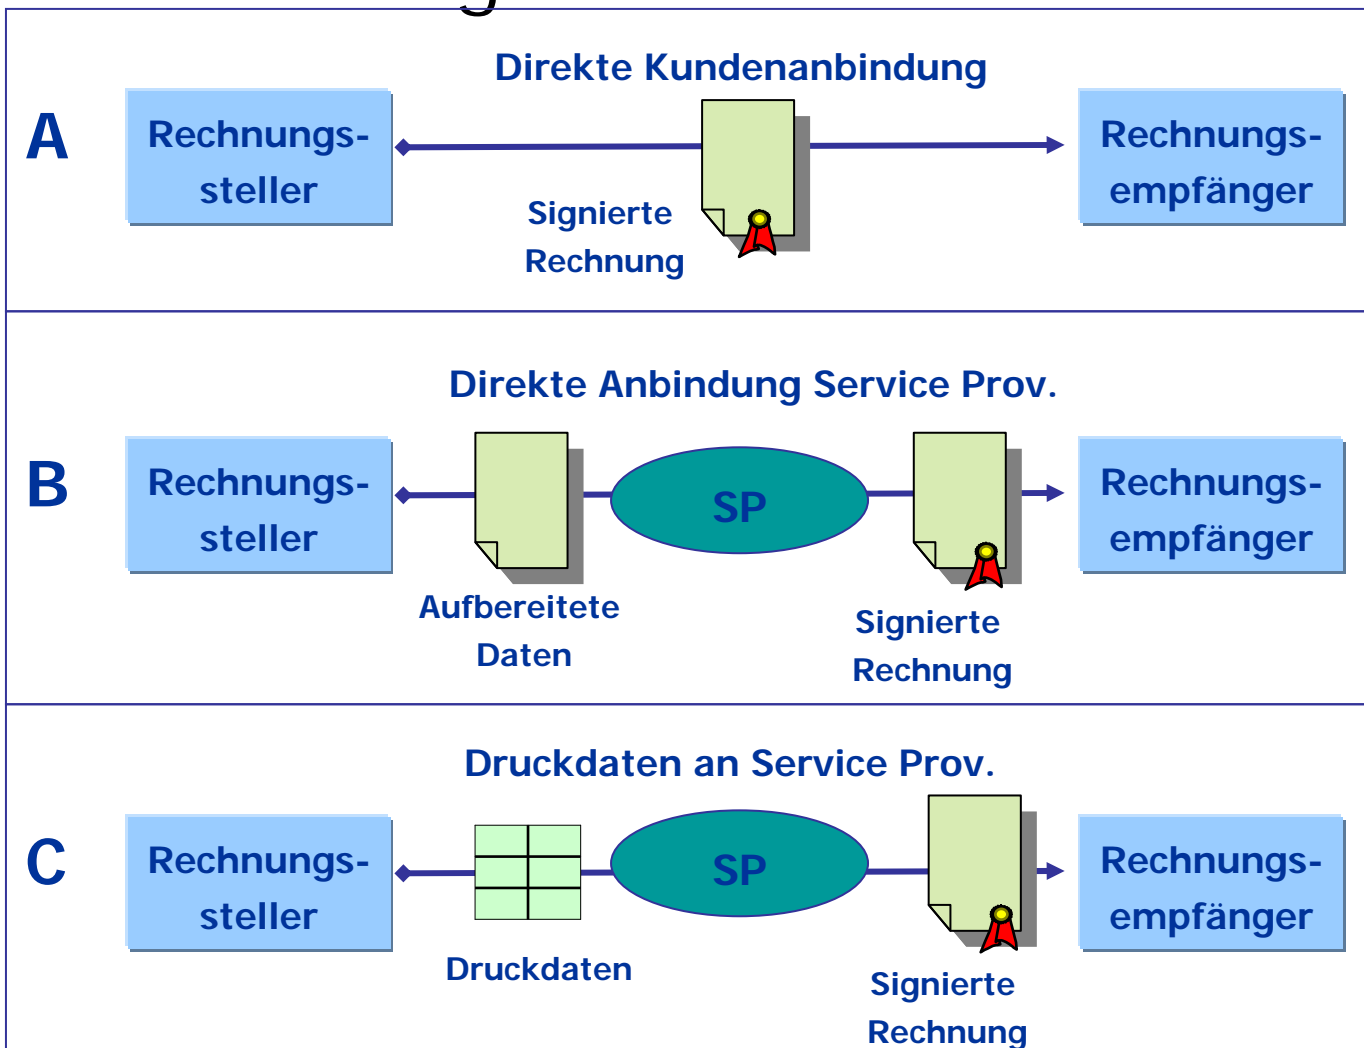 Direkte Kundenanbindung
A
Rechnungs-
steller
Signierte
Rechnung
Rechnungs-
empfänger
Direkte Anbindung Service Prov.
B
Rechnungs-
steller
Aufbereitete
Daten
SP
Signierte
Rechnung
Rechnungs-
empfänger
Druckdaten an Service Prov.
C
Rechnungs-
steller
Druckdaten
SP
Signierte
Rechnung
Rechnungs-
empfänger